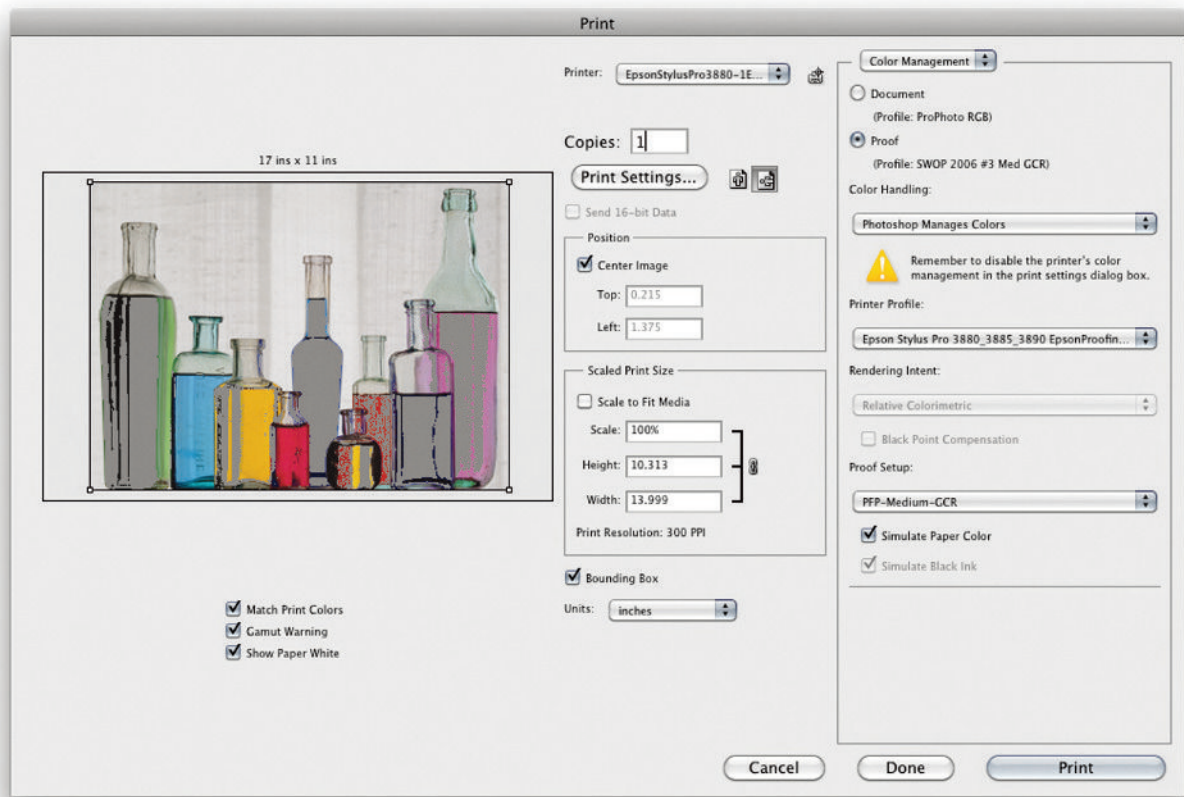 Print
17 ins x 11 ins
Match Print Colors
Gamut Warning
Show Paper White
Printer: EpsonStylusPro3880-1E...
Copies: 1
Print Settings...
Send 16-bit Data
Position
Center Image
Top: 0.215
Left: 1.375
Scaled Print Size
Scale to Fit Media
Scale: 100%
Height: 10.313
Width: 13.999
Print Resolution: 300 PPI
Bounding Box
Units: inches
Color Management
Document
(Profile: ProPhoto RGB)
Proof
(Profile: SWOP 2006 #3 Med GCR)
Color Handling:
Photoshop Manages Colors
Remember to disable the printer's color
management in the print settings dialog box.
Printer Profile:
Epson Stylus Pro 3880_3885_3890 EpsonProofin...
Rendering Intent:
Relative Colorimetric
Black Point Compensation
Proof Setup:
PFP-Medium-GCR
Simulate Paper Color
Simulate Black Ink
Cancel
Done
Print